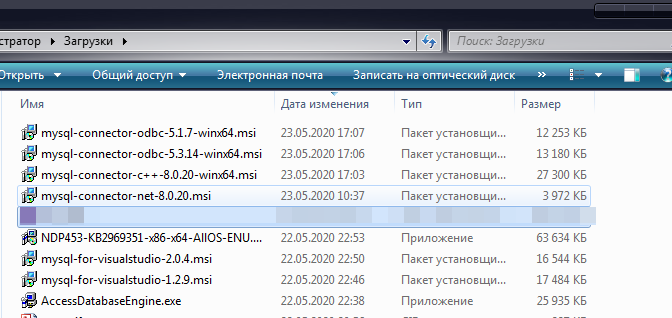 стратор ▸ Загрузки ▸ Поиск: Загрузки
Открыть Общий доступ Электронная почта Записать на оптический диск »
Имя Дата изменения Тип Размер
mysql-connector-odbc-5.1.7-winx64.msi 23.05.2020 17:07 Пакет установщи... 12 253 КБ
mysql-connector-odbc-5.3.14-winx64.msi 23.05.2020 17:06 Пакет установщи... 13 180 КБ
mysql-connector-c++-8.0.20-winx64.msi 23.05.2020 17:03 Пакет установщи... 27 300 КБ
mysql-connector-net-8.0.20.msi 23.05.2020 10:37 Пакет установщи... 3 972 КБ
NDP453-KB2969351-x86-x64-AllOS-ENU.... 22.05.2020 22:53 Приложение 63 634 КБ
mysql-for-visualstudio-2.0.4.msi 22.05.2020 22:50 Пакет установщи... 16 544 КБ
mysql-for-visualstudio-1.2.9.msi 22.05.2020 22:46 Пакет установщи... 17 484 КБ
AccessDatabaseEngine.exe 22.05.2020 22:38 Приложение 25 935 КБ